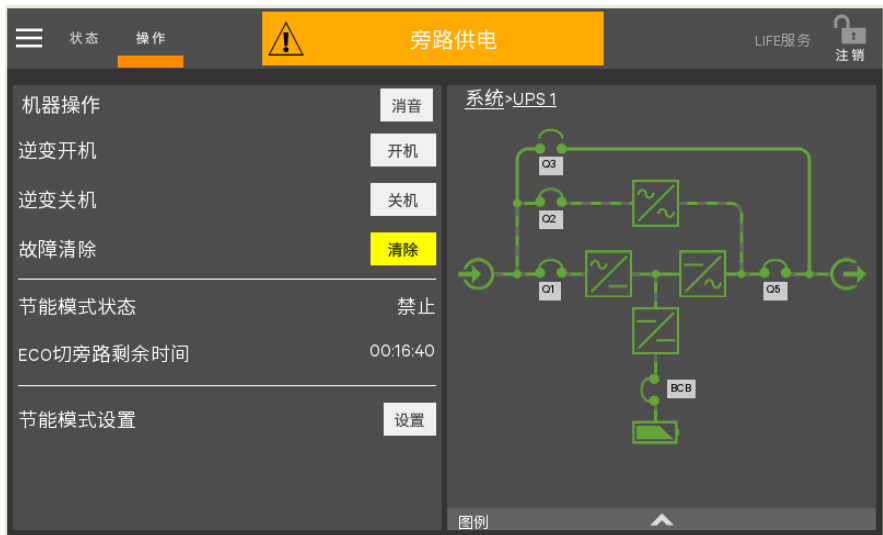 状态 操作 旁路供电 LIFE服务 注销
机器操作 消音
逆变开机 开机
逆变关机 关机
故障清除 清除
节能模式状态 禁止
ECO切旁路剩余时间 00:16:40
节能模式设置 设置
系统>UPS 1
Q3
Q2
Q1 Q5
BCB
图例